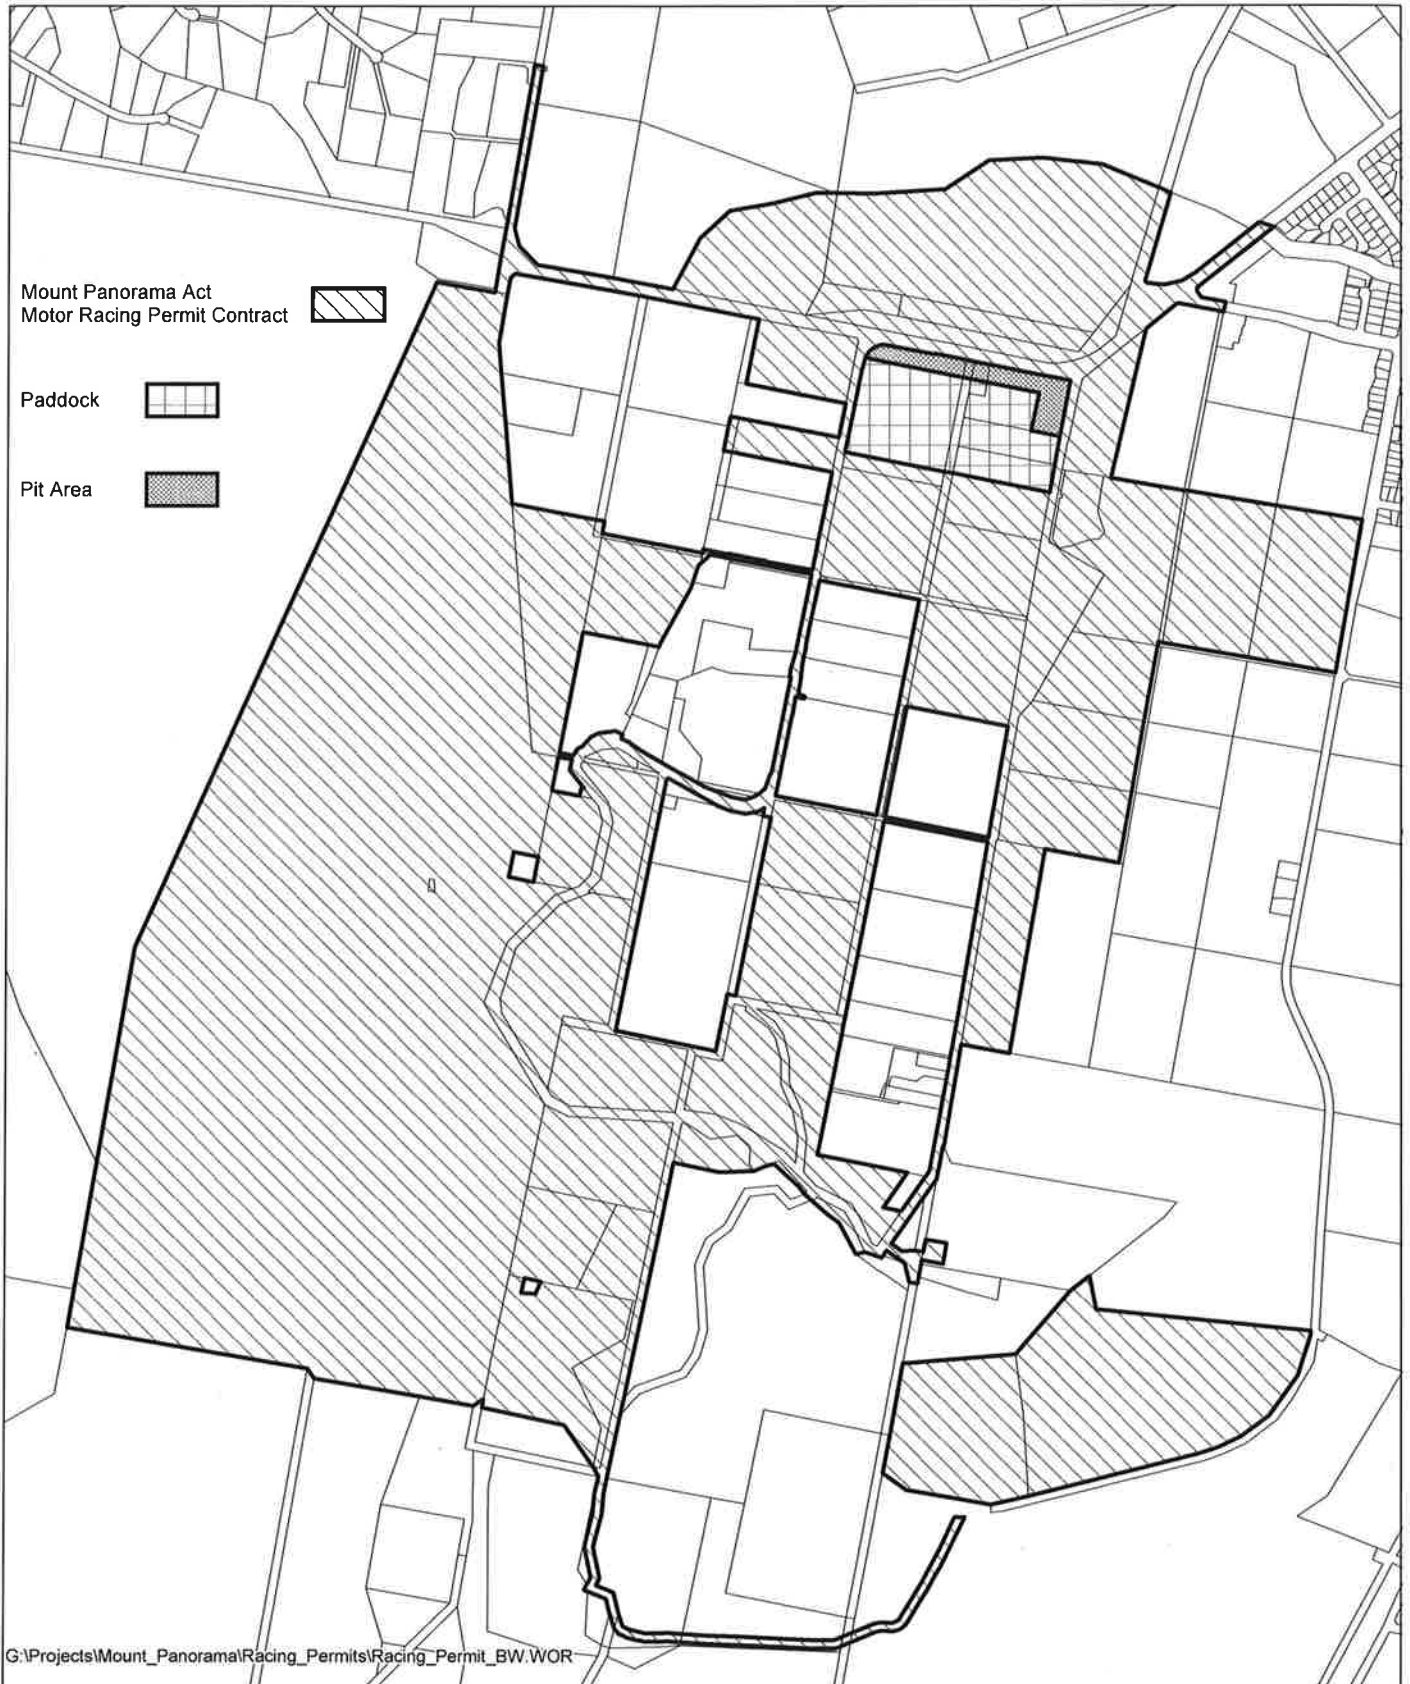 Mount Panorama Act
Motor Racing Permit Contract
Paddock
Pit Area
G:\Projects\Mount_Panorama\Racing_Permits\Racing_Permit_BW.WOR